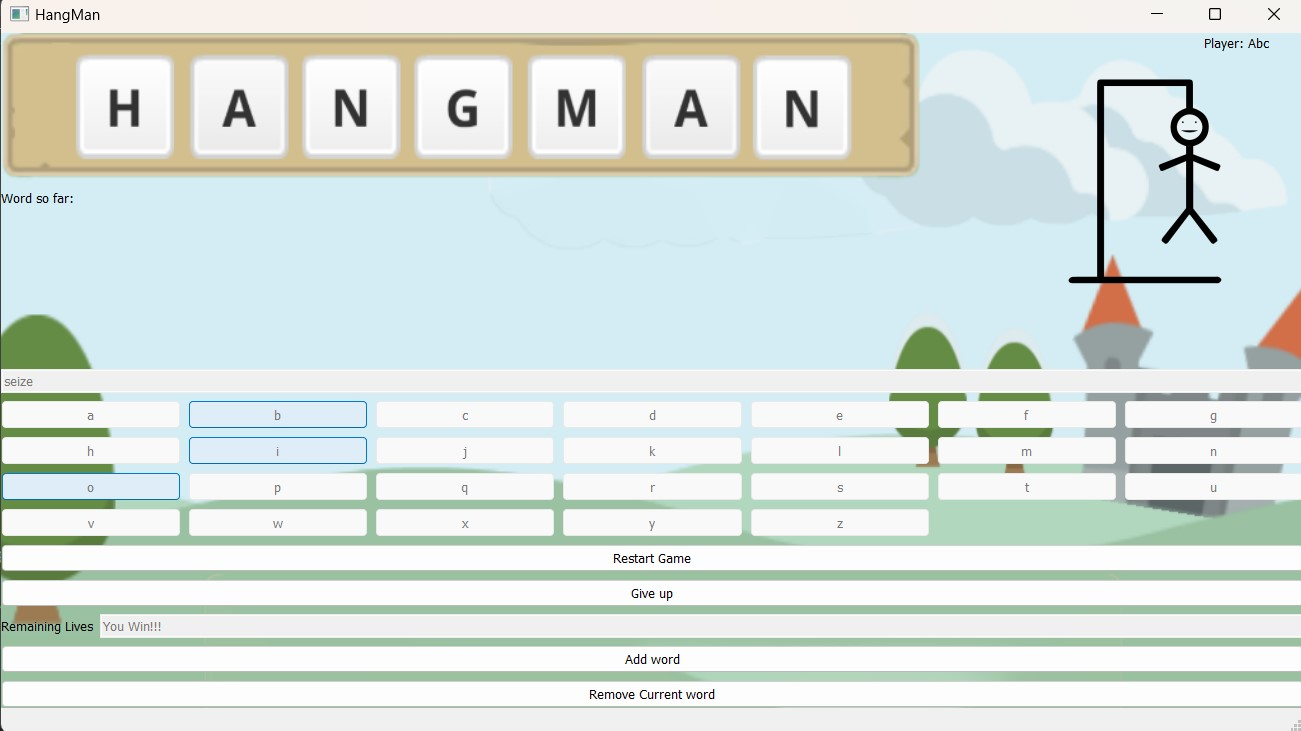 HangMan
Player: Abc
H A N G M A N
Word so far:
seize
a b c d e f g
h i j k l m n
o p q r s t u
v w x y z
Restart Game
Give up
Remaining Lives You Win!!!
Add word
Remove Current word